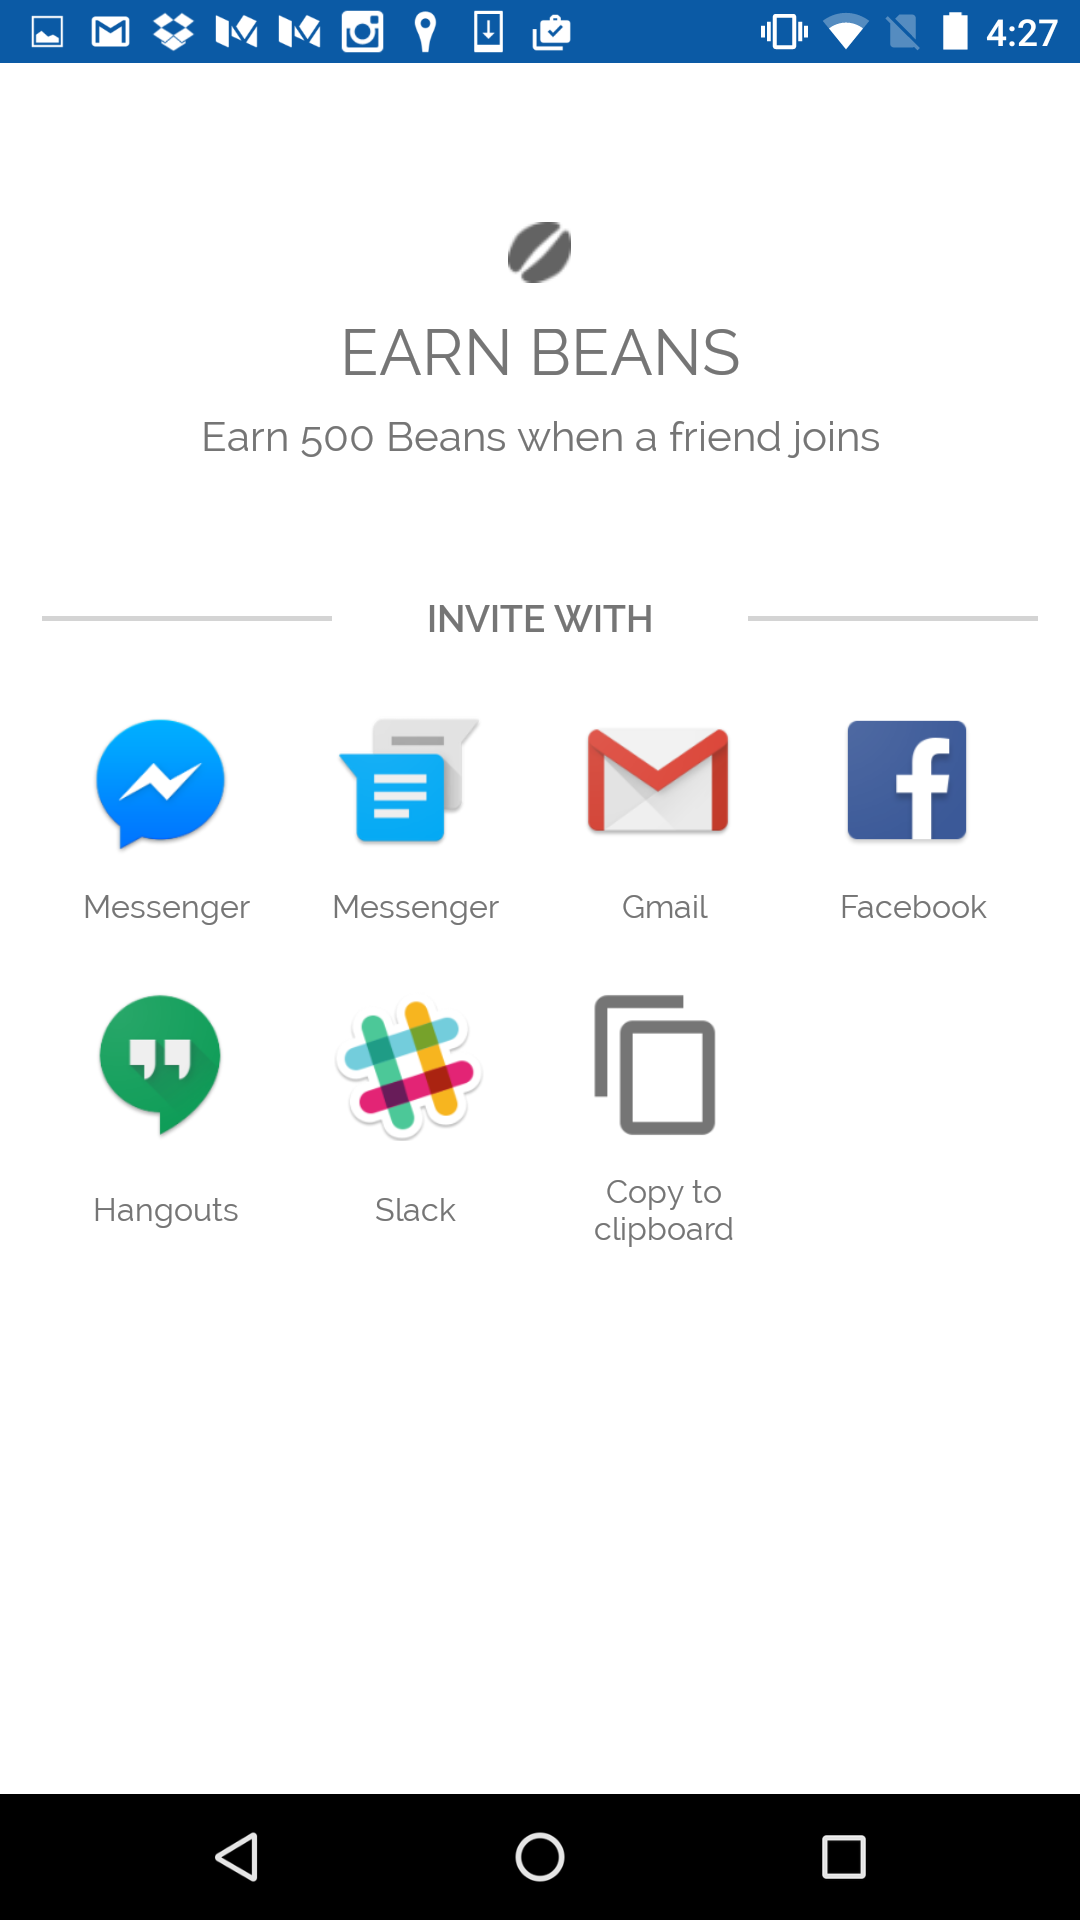 4:27
EARN BEANS
Earn 500 Beans when a friend joins
INVITE WITH
Messenger
Messenger
Gmail
Facebook
Hangouts
Slack
Copy to
clipboard